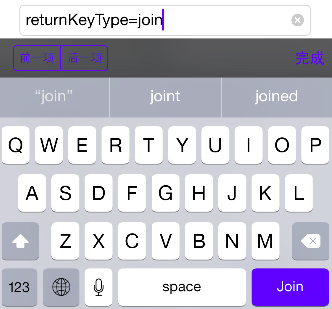 returnKeyType=join
前一项 后一项 完成
“join” joint joined
Q W E R T Y U I O P
A S D F G H J K L
Z X C V B N M
123 space Join